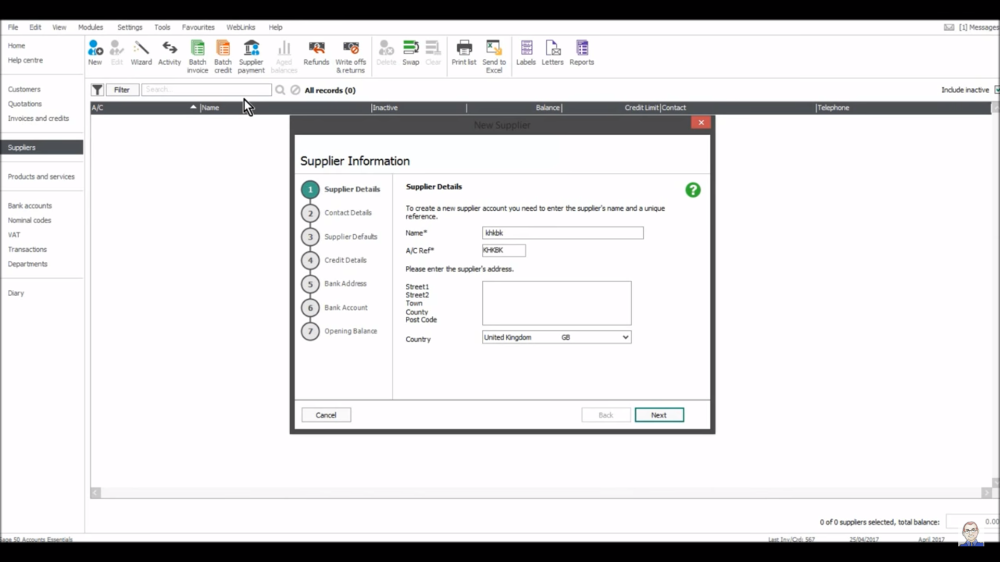 File Edit View Modules Settings Tools Favourites WebLinks Help [1] Messages
Home
Help centre
Customers
Quotations
Invoices and credits
Suppliers
Products and services
Bank accounts
Nominal codes
VAT
Transactions
Departments
Diary
New Edit Wizard Activity Batch invoice Batch credit Supplier payment Aged balances Refunds Write offs & returns Delete Swap Clear Print list Send to Excel Labels Letters Reports
Filter Search... All records (0) Include inactive
A/C Name Inactive Balance Credit Limit Contact Telephone
New Supplier
Supplier Information
1 Supplier Details
2 Contact Details
3 Supplier Defaults
4 Credit Details
5 Bank Address
6 Bank Account
7 Opening Balance
Supplier Details
?
To create a new supplier account you need to enter the supplier's name and a unique
reference.
Name* khkbk
A/C Ref* KHKBK
Please enter the supplier's address.
Street1
Street2
Town
County
Post Code
Country United Kingdom GB
Cancel Back Next
0 of 0 suppliers selected, total balance: 0.00
Sage 50 Accounts Essentials Last Inv/Crd: 567 25/04/2017 April 2017